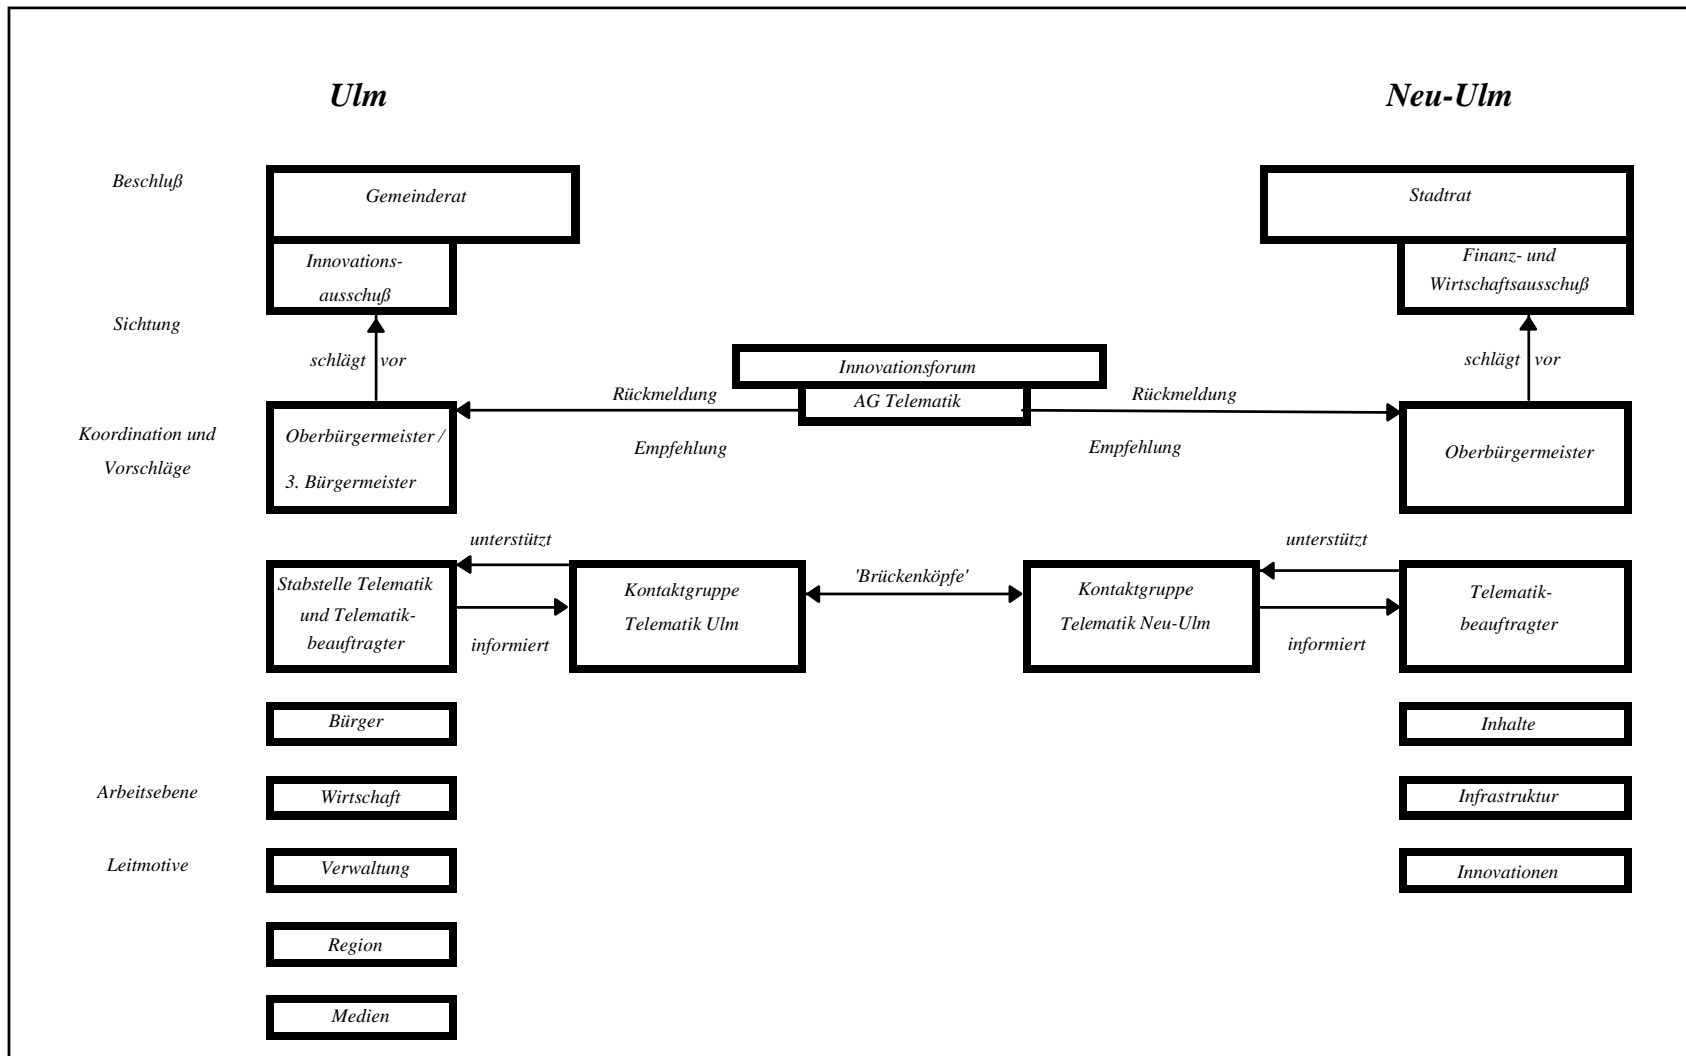 Ulm
Neu-Ulm
Beschluß
Gemeinderat
Stadtrat
Innovations-
ausschuß
Finanz- und
Wirtschaftsausschuß
Sichtung
schlägt vor
schlägt vor
Innovationsforum
AG Telematik
Rückmeldung
Rückmeldung
Empfehlung
Empfehlung
Koordination und
Vorschläge
Oberbürgermeister /
3. Bürgermeister
Oberbürgermeister
unterstützt
unterstützt
Stabstelle Telematik
und Telematik-
beauftragter
informiert
Kontaktgruppe
Telematik Ulm
'Brückenköpfe'
Kontaktgruppe
Telematik Neu-Ulm
informiert
Telematik-
beauftragter
Bürger
Inhalte
Arbeitsebene
Wirtschaft
Infrastruktur
Leitmotive
Verwaltung
Innovationen
Region
Medien